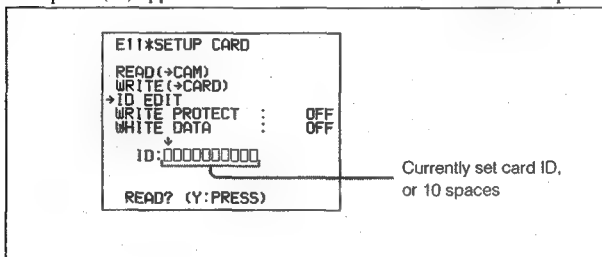 E11*SETUP CARD
READ(→CAM)
WRITE(→CARD)
→ID EDIT
WRITE PROTECT : OFF
WHITE DATA : OFF
ID:
READ? (Y:PRESS)
Currently set card ID,
or 10 spaces